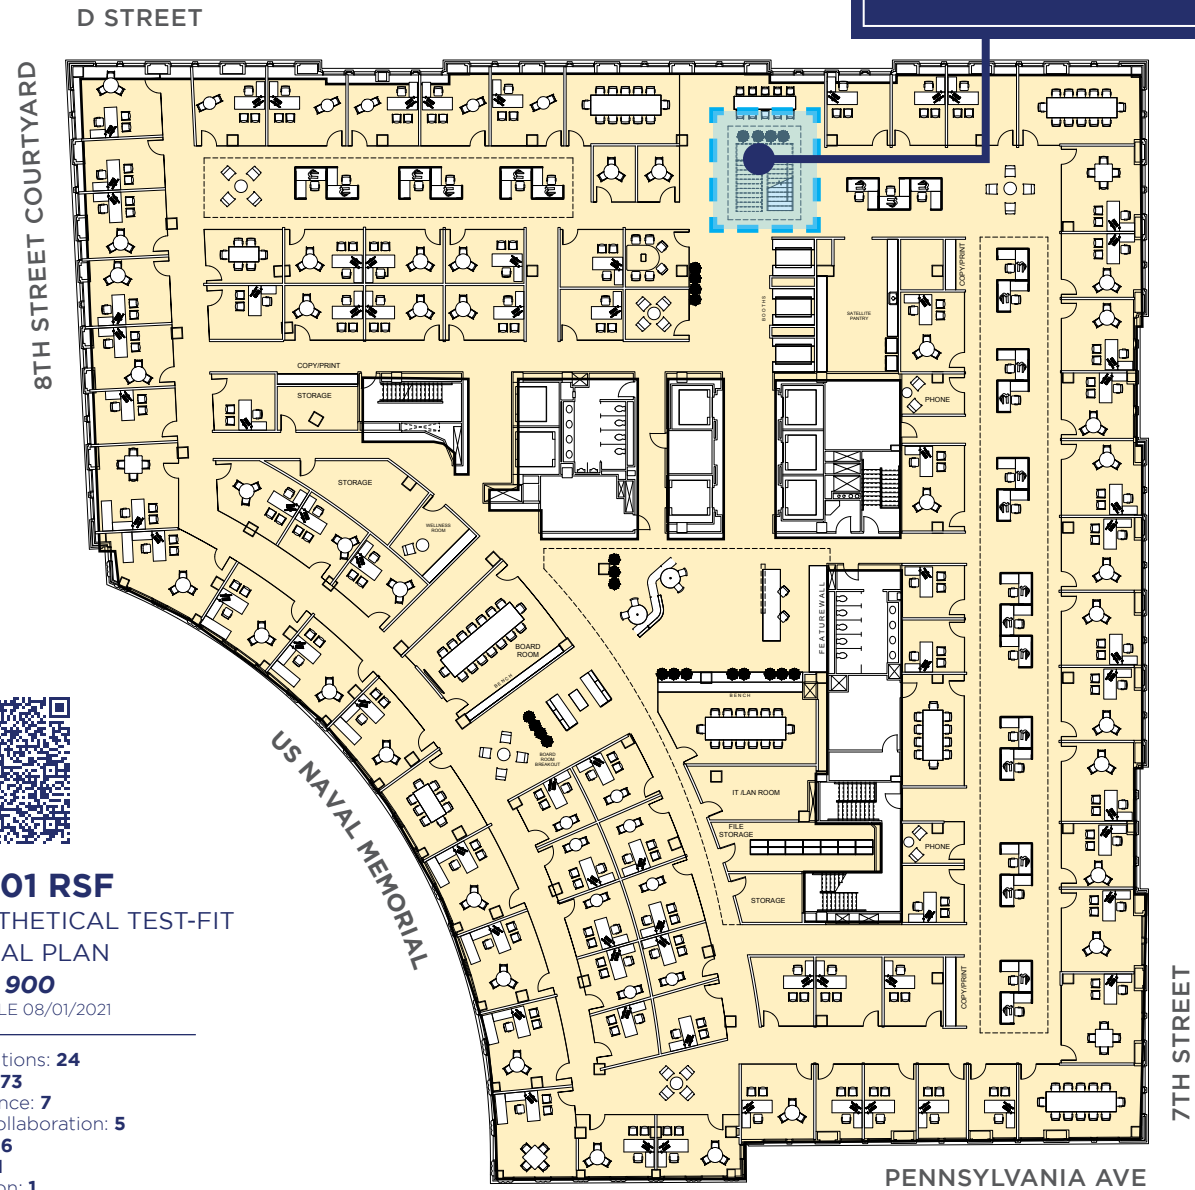 D STREET
8TH STREET COURTYARD
COPY/PRINT
BOOTHS
SATELLITE
PANTRY
COPY/PRINT
STORAGE
PHONE
STORAGE
WELLNESS
ROOM
BOARD
ROOM
BENCH
FEATUREWALL
BENCH
BOARD
ROOM
BREAKOUT
IT /LAN ROOM
FILE
STORAGE
PHONE
STORAGE
COPY/PRINT
US NAVAL MEMORIAL
7TH STREET
PENNSYLVANIA AVE
01 RSF
THETICAL TEST-FIT
AL PLAN
900
LE 08/01/2021
tions: 24
73
nce: 7
ollaboration: 5
6
on: 1